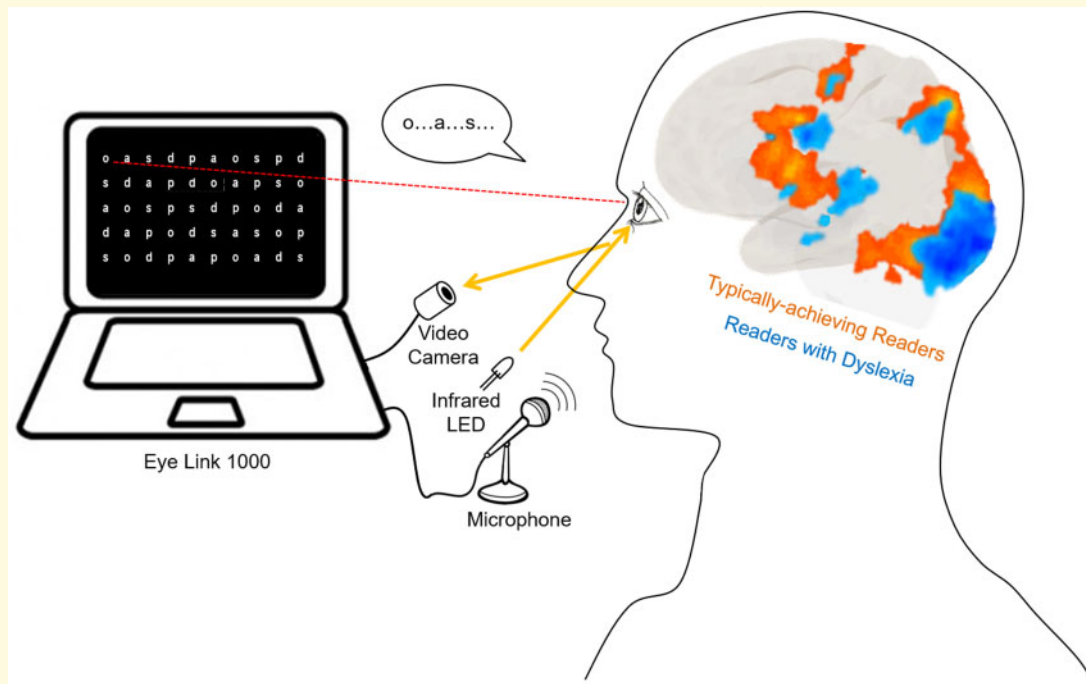 o...a...s...
o a s d p a o s p d
s d a p d o a p s o
a o s p s d p o d a
d a p o d s a s o p
s o d p a p o a d s
Typically-achieving Readers
Readers with Dyslexia
Video
Camera
Infrared
LED
Eye Link 1000
Microphone